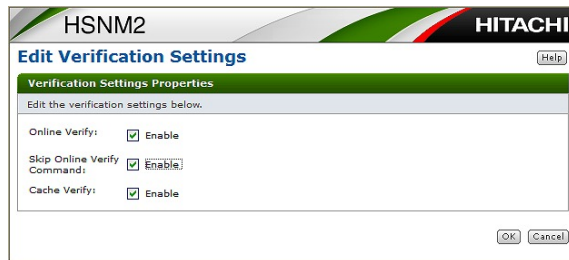 HSNM2
HITACHI
Edit Verification Settings
Help
Verification Settings Properties
Edit the verification settings below.
Online Verify: Enable
Skip Online Verify
Command: Enable
Cache Verify: Enable
OK Cancel